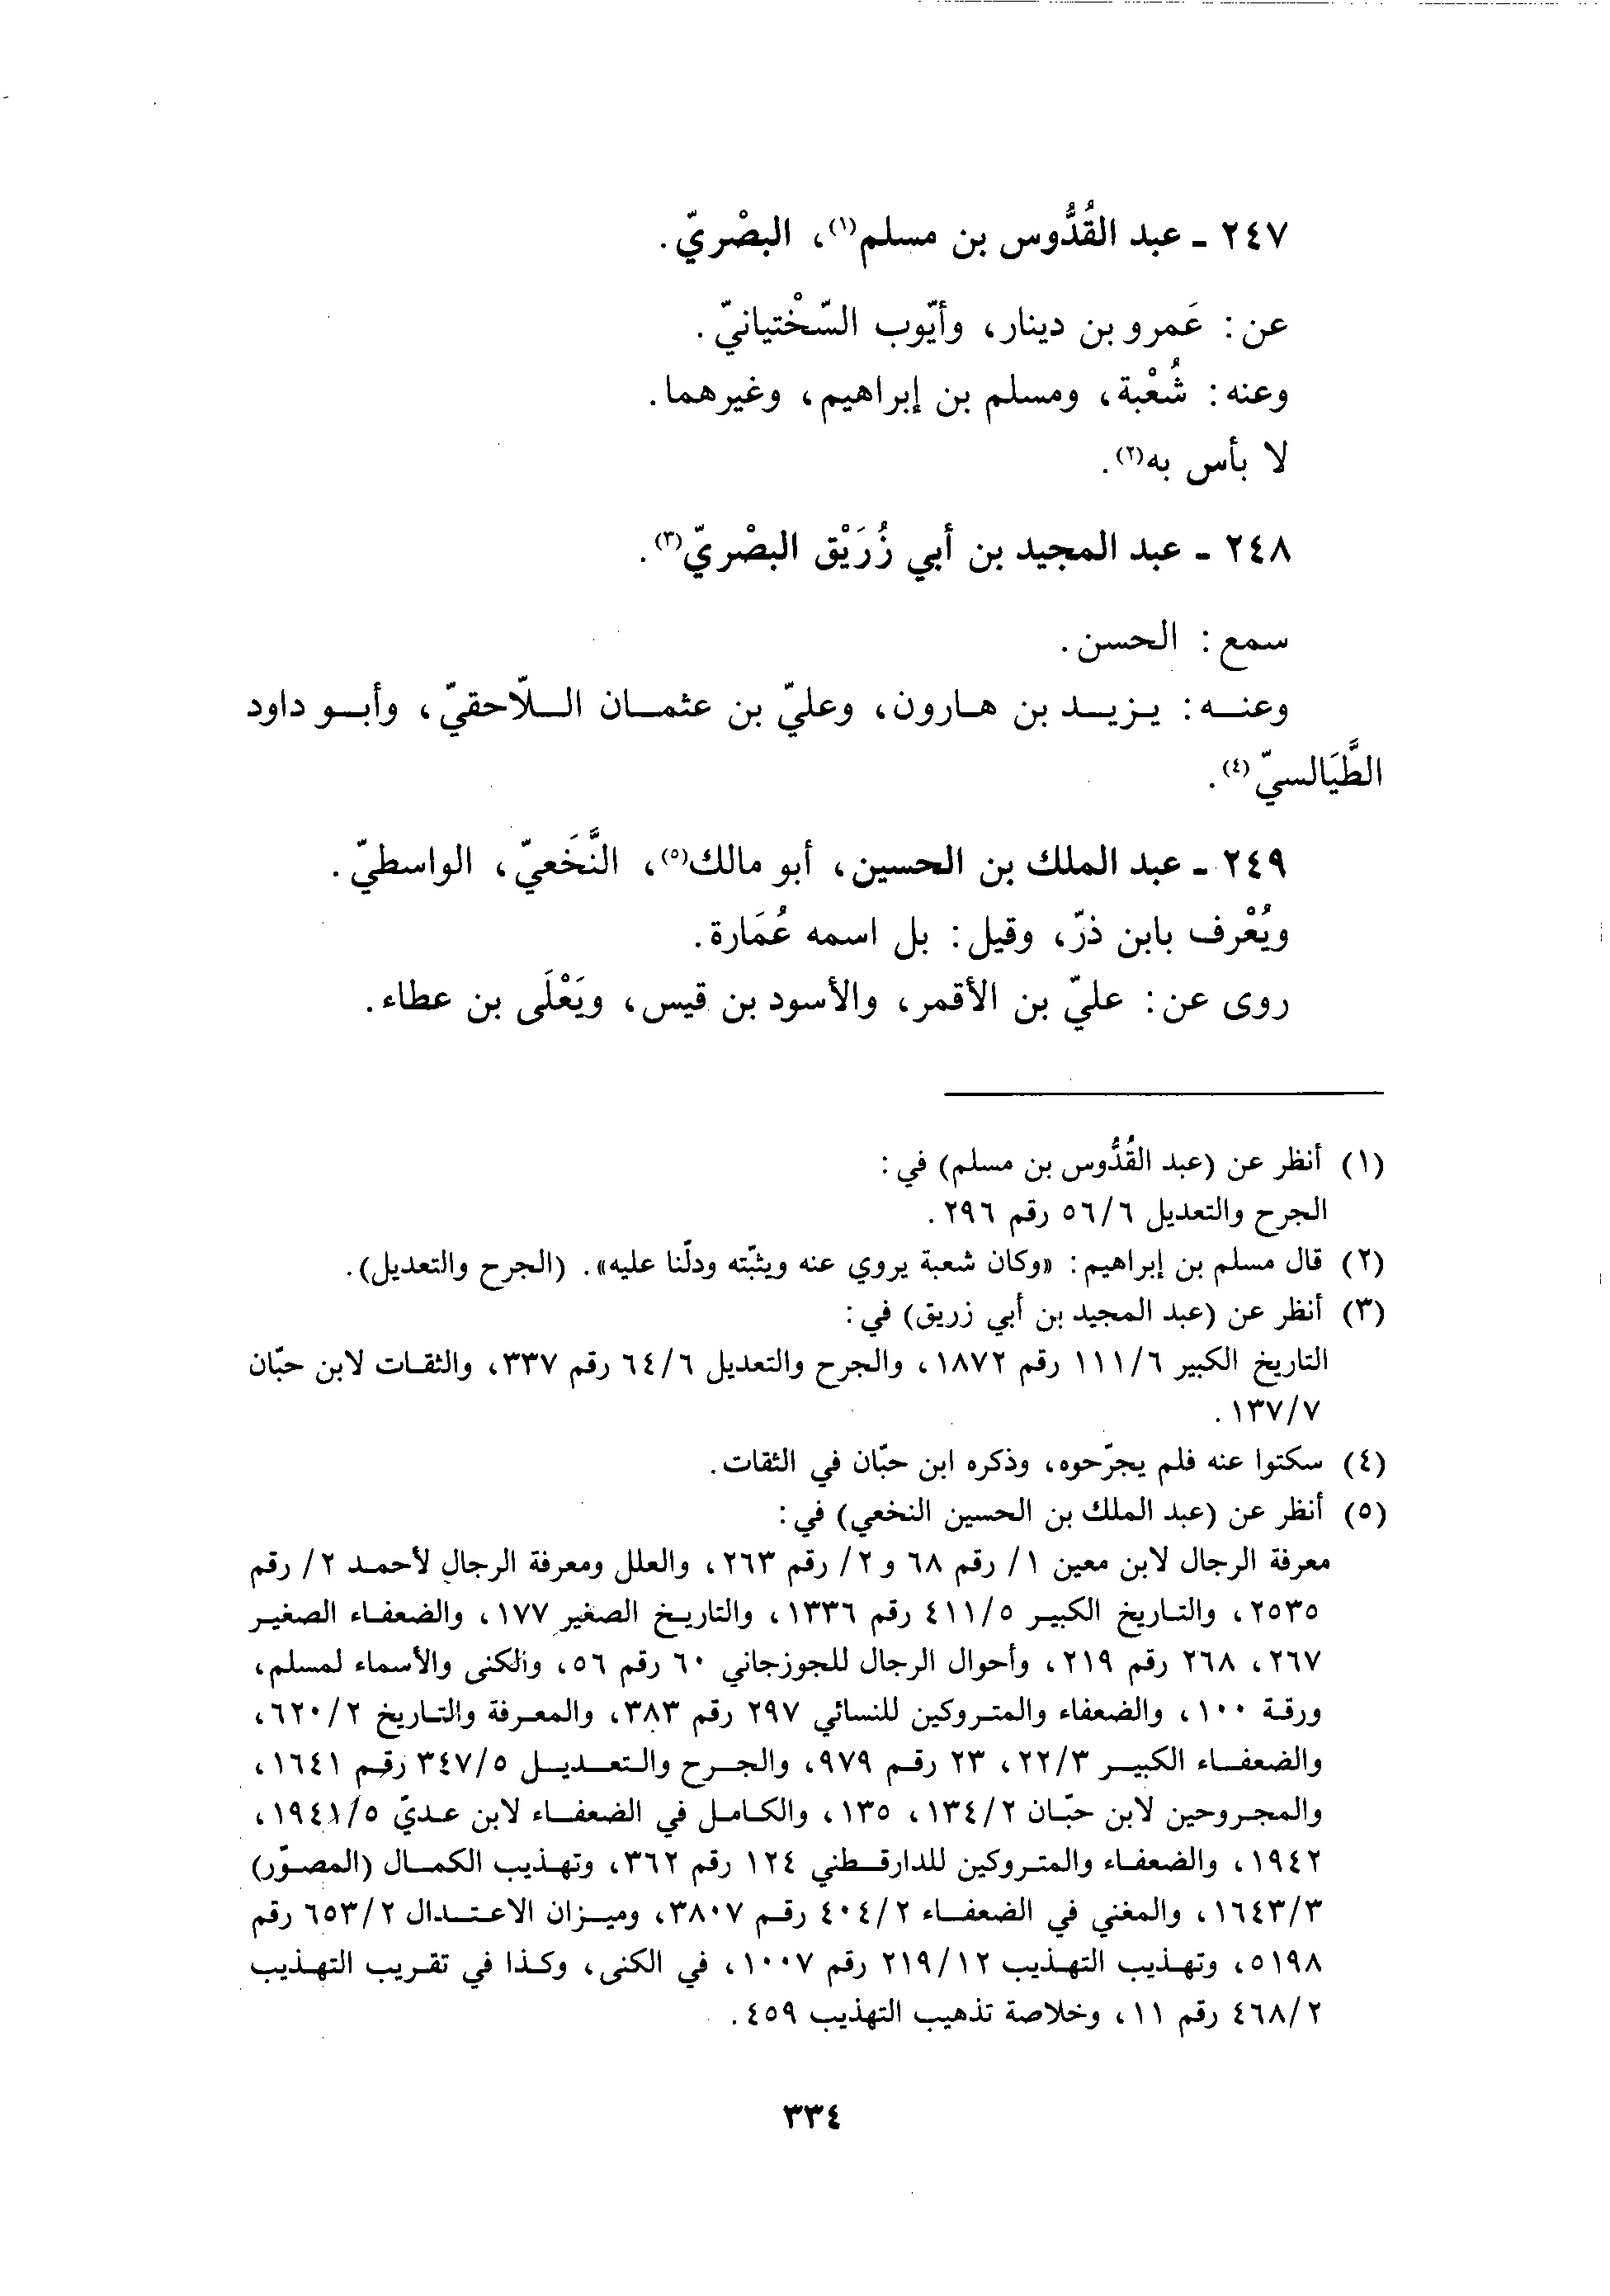 ٢٤٧ - عبد القُدُّوس بن مسلم(١)، البصْريّ.
عن: عَمرو بن دينار، وأيّوب السّخْتيانيّ.
وعنه: شُعْبة، ومسلم بن إبراهيم، وغيرهما.
لا بأس به(٢).
٢٤٨ - عبد المجيد بن أبي زُرَيْق البصْريّ(٣).
سمع: الحسن.
وعنه: يزيد بن هارون، وعليّ بن عثمان اللّاحقيّ، وأبو داود
الطَّيَالسيّ(٤).
٢٤٩ - عبد الملك بن الحسين، أبو مالك(٥)، النَّخَعيّ، الواسطيّ.
ويُعْرف بابن ذرّ، وقيل: بل اسمه عُمَارة.
روى عن: عليّ بن الأقمر، والأسود بن قيس، ويَعْلَى بن عطاء.
(١) أنظر عن (عبد القُدُّوس بن مسلم) في:
الجرح والتعديل ٥٦/٦ رقم ٢٩٦.
(٢) قال مسلم بن إبراهيم: «وكان شعبة يروي عنه ويثبّته ودلّنا عليه». (الجرح والتعديل).
(٣) أنظر عن (عبد المجيد بن أبي زريق) في:
التاريخ الكبير ١١١/٦ رقم ١٨٧٢، والجرح والتعديل ٦٤/٦ رقم ٣٣٧، والثقات لابن حبّان
١٣٧/٧.
(٤) سكتوا عنه فلم يجرّحوه، وذكره ابن حبّان في الثقات.
(٥) أنظر عن (عبد الملك بن الحسين النخعي) في:
معرفة الرجال لابن معين ١/ رقم ٦٨ و ٢/ رقم ٢٦٣، والعلل ومعرفة الرجال لأحمد ٢/ رقم
٢٥٣٥، والتاريخ الكبير ٤١١/٥ رقم ١٣٣٦، والتاريخ الصغير ١٧٧، والضعفاء الصغير
٢٦٧، ٢٦٨ رقم ٢١٩، وأحوال الرجال للجوزجاني ٦٠ رقم ٥٦، والكنى والأسماء لمسلم،
ورقة ١٠٠، والضعفاء والمتروكين للنسائي ٢٩٧ رقم ٣٨٣، والمعرفة والتاريخ ٦٢٠/٢،
والضعفاء الكبير ٢٢/٣، ٢٣ رقم ٩٧٩، والجرح والتعديل ٣٤٧/٥ رقم ١٦٤١،
والمجروحين لابن حبّان ١٣٤/٢، ١٣٥، والكامل في الضعفاء لابن عديّ ١٩٤١/٥،
١٩٤٢، والضعفاء والمتروكين للدارقطني ١٢٤ رقم ٣٦٢، وتهذيب الكمال (المصوّر)
١٦٤٣/٣، والمغني في الضعفاء ٤٠٤/٢ رقم ٣٨٠٧، وميزان الاعتدال ٦٥٣/٢ رقم
٥١٩٨، وتهذيب التهذيب ٢١٩/١٢ رقم ١٠٠٧، في الكنى، وكذا في تقريب التهذيب
٤٦٨/٢ رقم ١١، وخلاصة تذهيب التهذيب ٤٥٩.
٣٣٤